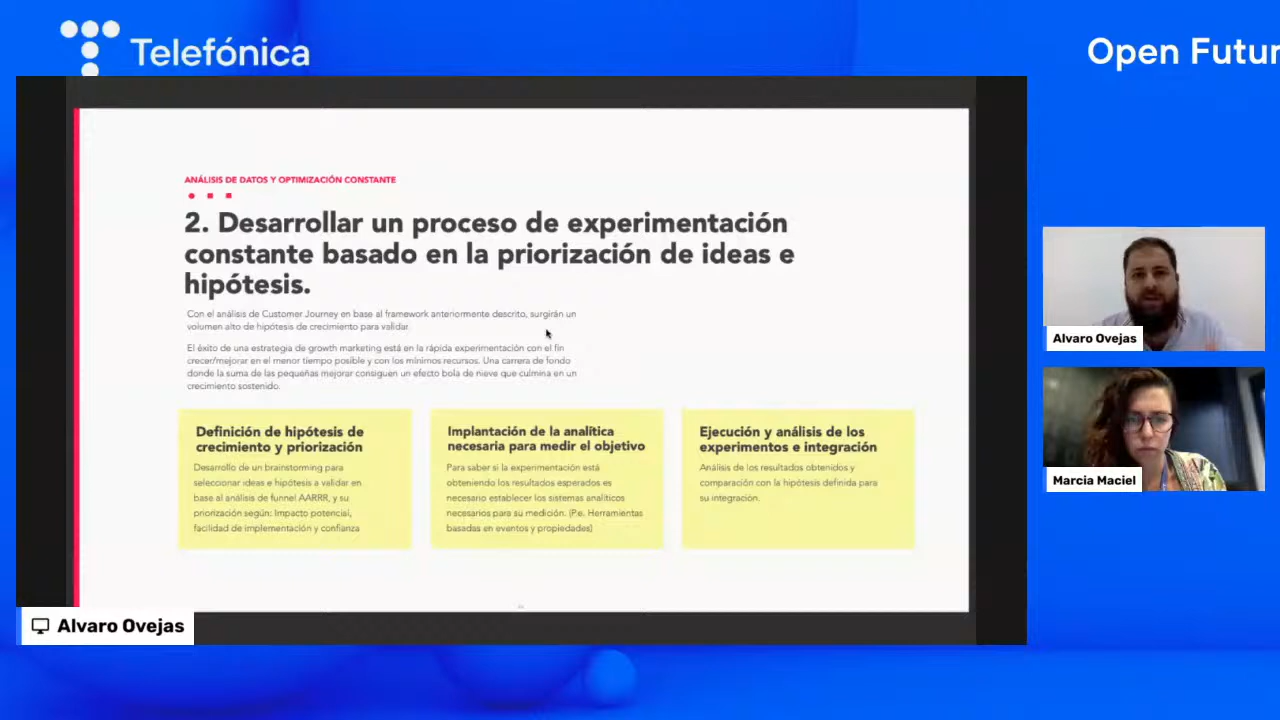 Telefónica
Open Futur
ANÁLISIS DE DATOS Y OPTIMIZACIÓN CONSTANTE
2. Desarrollar un proceso de experimentación
constante basado en la priorización de ideas e
hipótesis.
Con el análisis de Customer Journey en base al framework anteriormente descrito, surgirán un
volumen alto de hipótesis de crecimiento para validar.
El éxito de una estrategia de growth marketing está en la rápida experimentación con el fin
crecer/mejorar en el menor tiempo posible y con los mínimos recursos. Una carrera de fondo
donde la suma de las pequeñas mejorar consiguen un efecto bola de nieve que culmina en un
crecimiento sostenido.
Definición de hipótesis de
crecimiento y priorización
Desarrollo de un brainstorming para
seleccionar ideas e hipótesis a validar en
base al análisis de funnel AARRR, y su
priorización según: Impacto potencial,
facilidad de implementación y confianza
Implantación de la analítica
necesaria para medir el objetivo
Para saber si la experimentación está
obteniendo los resultados esperados es
necesario establecer los sistemas analíticos
necesarios para su medición. (P.e. Herramientas
basadas en eventos y propiedades)
Ejecución y análisis de los
experimentos e integración
Análisis de los resultados obtenidos y
comparación con la hipótesis definida para
su integración.
Alvaro Ovejas
Alvaro Ovejas
Marcia Maciel